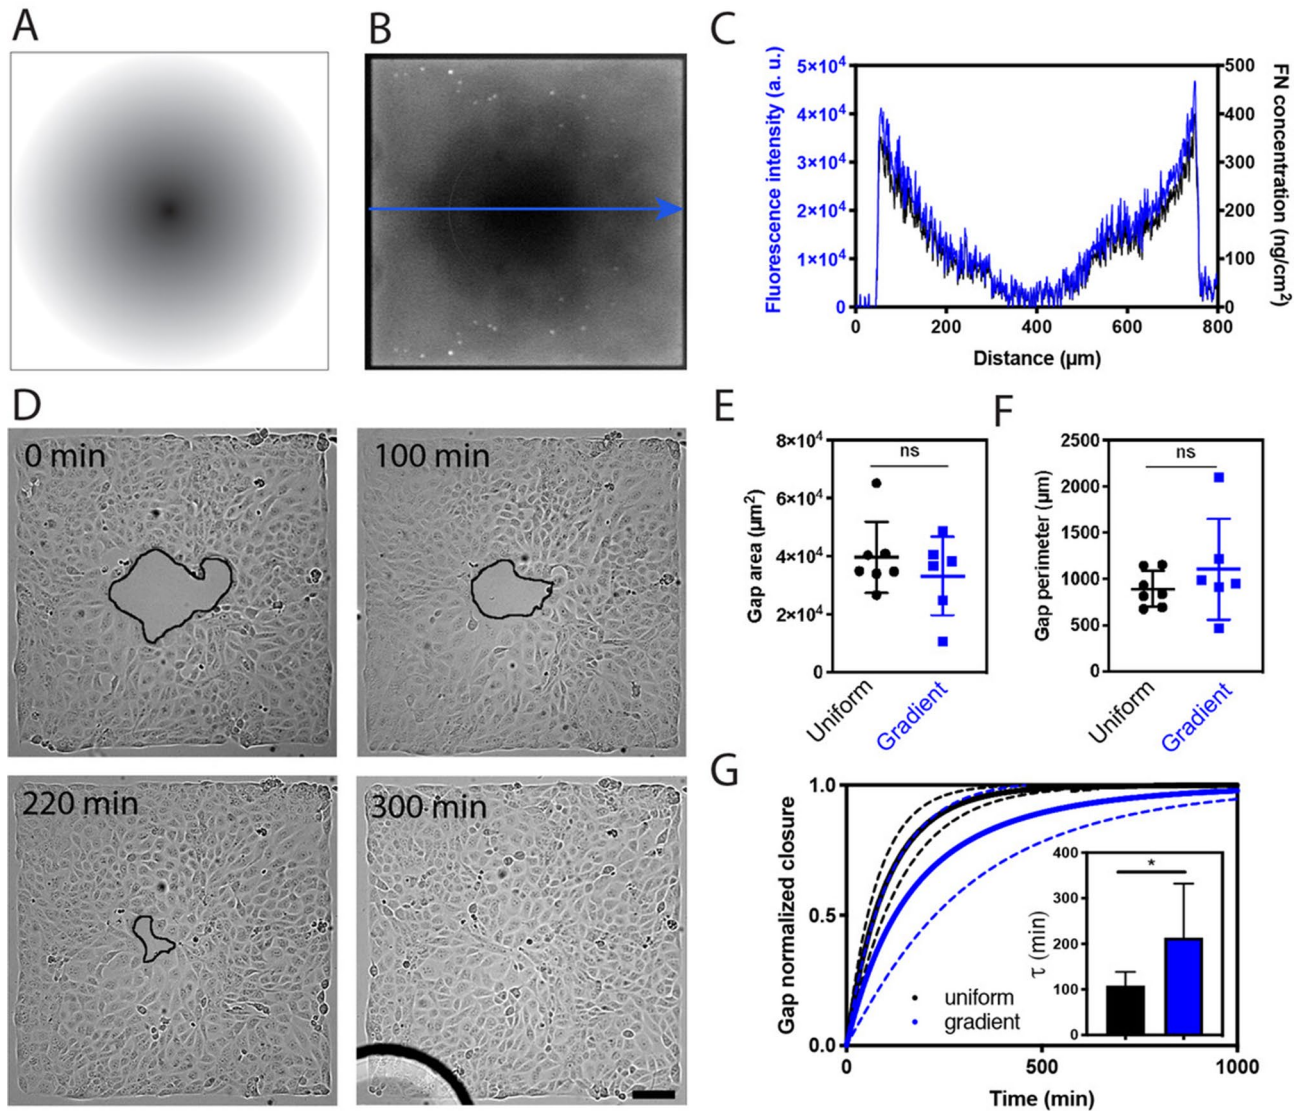 A
B
C
Fluorescence intensity (a. u.)
5×10⁴
4×10⁴
3×10⁴
2×10⁴
1×10⁴
0
500
400
300
200
100
0
FN concentration (ng/cm²)
0
200
400
600
800
Distance (µm)
D
0 min
100 min
220 min
300 min
E
Gap area (µm²)
8×10⁴
6×10⁴
4×10⁴
2×10⁴
0
ns
Uniform
Gradient
F
Gap perimeter (µm)
2500
2000
1500
1000
500
0
ns
Uniform
Gradient
G
Gap normalized closure
1.0
0.5
0.0
0
500
1000
Time (min)
uniform
gradient
τ (min)
400
300
200
100
0
*